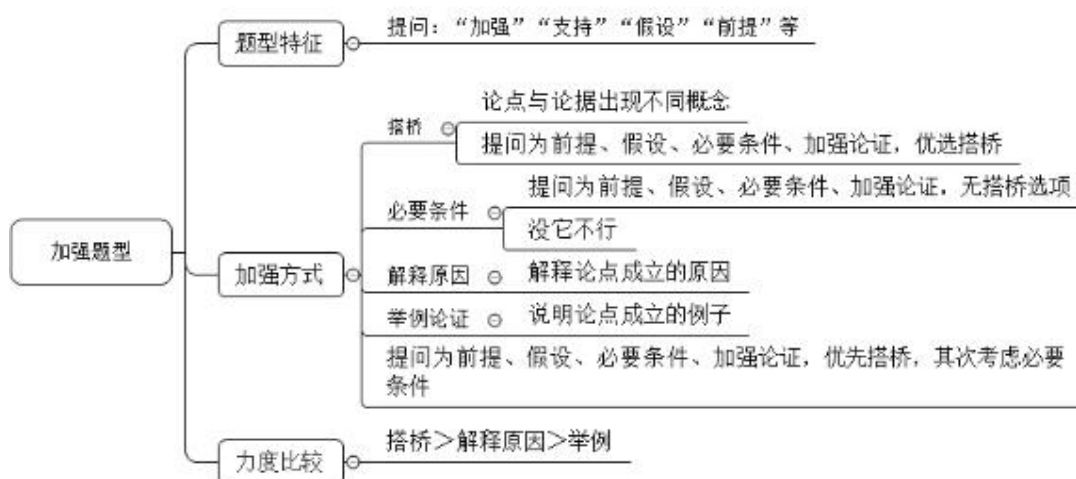 题型特征
提问：“加强”“支持”“假设”“前提”等
加强题型
加强方式
搭桥
论点与论据出现不同概念
提问为前提、假设、必要条件、加强论证，优选搭桥
必要条件
提问为前提、假设、必要条件、加强论证，无搭桥选项
没它不行
解释原因
解释论点成立的原因
举例论证
说明论点成立的例子
提问为前提、假设、必要条件、加强论证，优先搭桥，其次考虑必要
条件
力度比较
搭桥＞解释原因＞举例